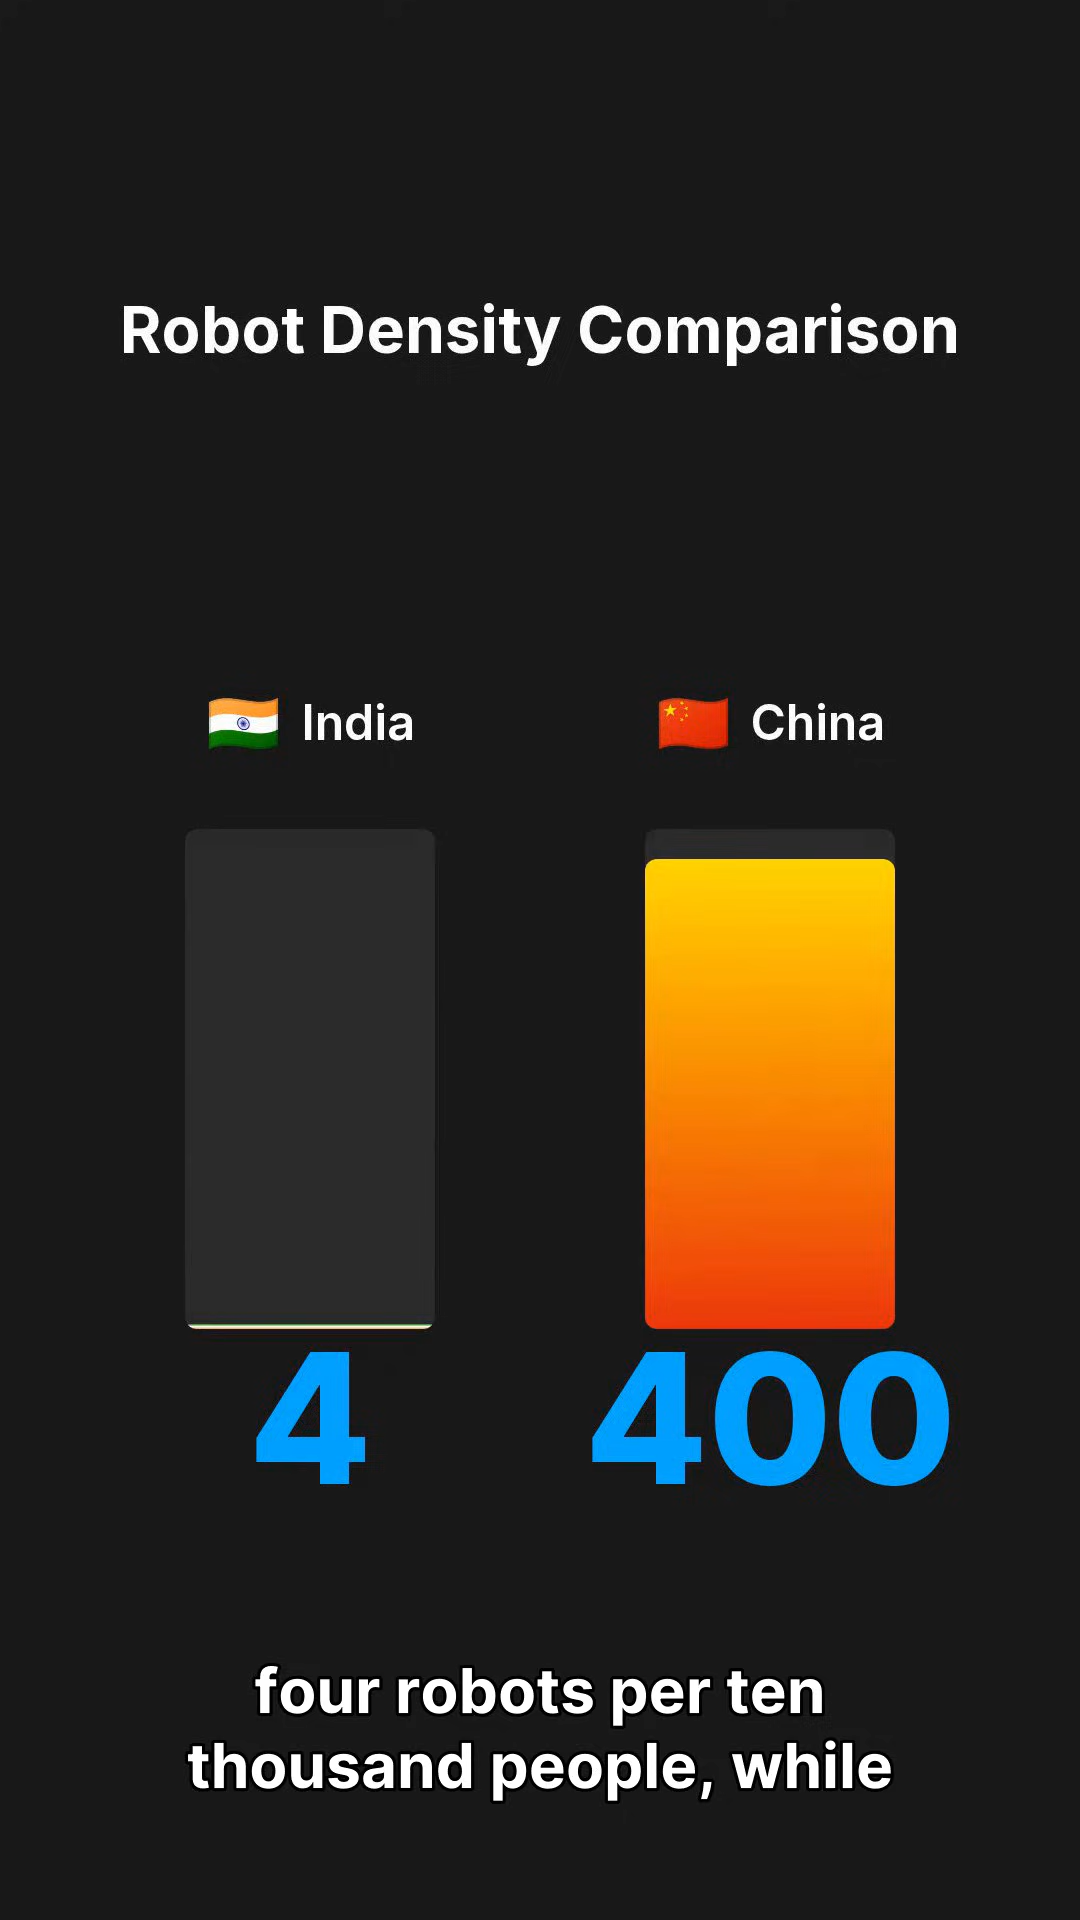 Robot Density Comparison
India
China
4
400
four robots per ten
thousand people, while